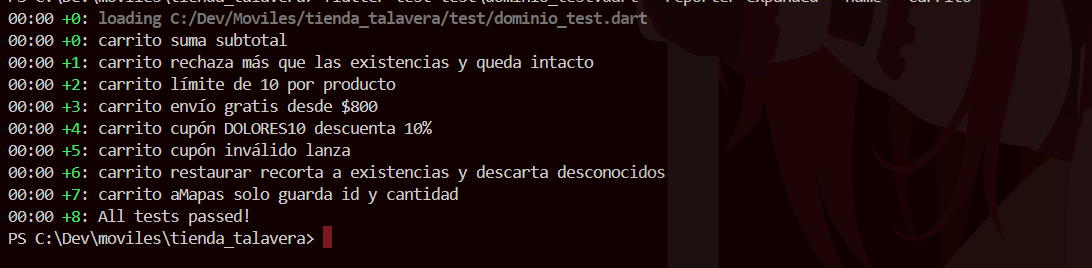 00:00 +0: loading C:/Dev/Moviles/tienda_talavera/test/dominio_test.dart
00:00 +0: carrito suma subtotal
00:00 +1: carrito rechaza más que las existencias y queda intacto
00:00 +2: carrito límite de 10 por producto
00:00 +3: carrito envío gratis desde $800
00:00 +4: carrito cupón DOLORES10 descuenta 10%
00:00 +5: carrito cupón inválido lanza
00:00 +6: carrito restaurar recorta a existencias y descarta desconocidos
00:00 +7: carrito aMapas solo guarda id y cantidad
00:00 +8: All tests passed!
PS C:\Dev\moviles\tienda_talavera>